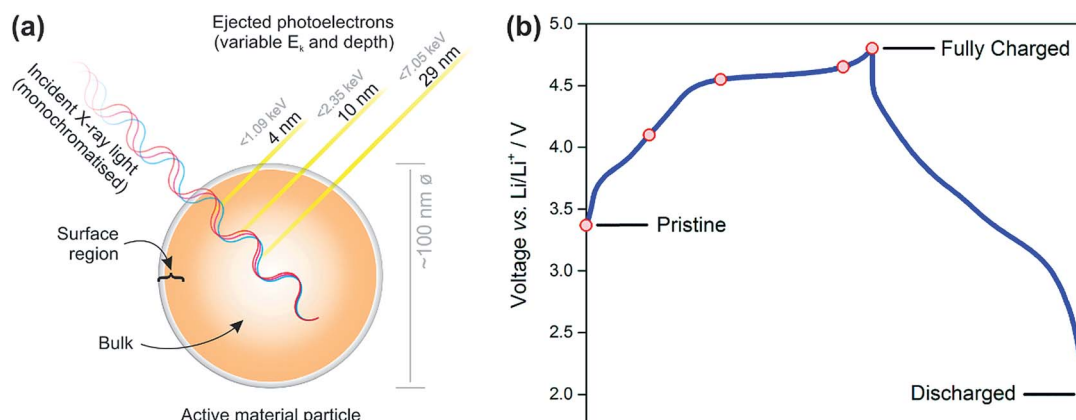 (a)
Ejected photoelectrons
(variable Eₖ and depth)
Incident X-ray light
(monochromatised)
<1.09 keV
4 nm
<2.35 keV
10 nm
<7.05 keV
29 nm
~100 nm ø
Surface
region
Bulk
Active material particle
(b)
Voltage vs. Li/Li⁺ / V
5.0
4.5
4.0
3.5
3.0
2.5
2.0
Fully Charged
Pristine
Discharged